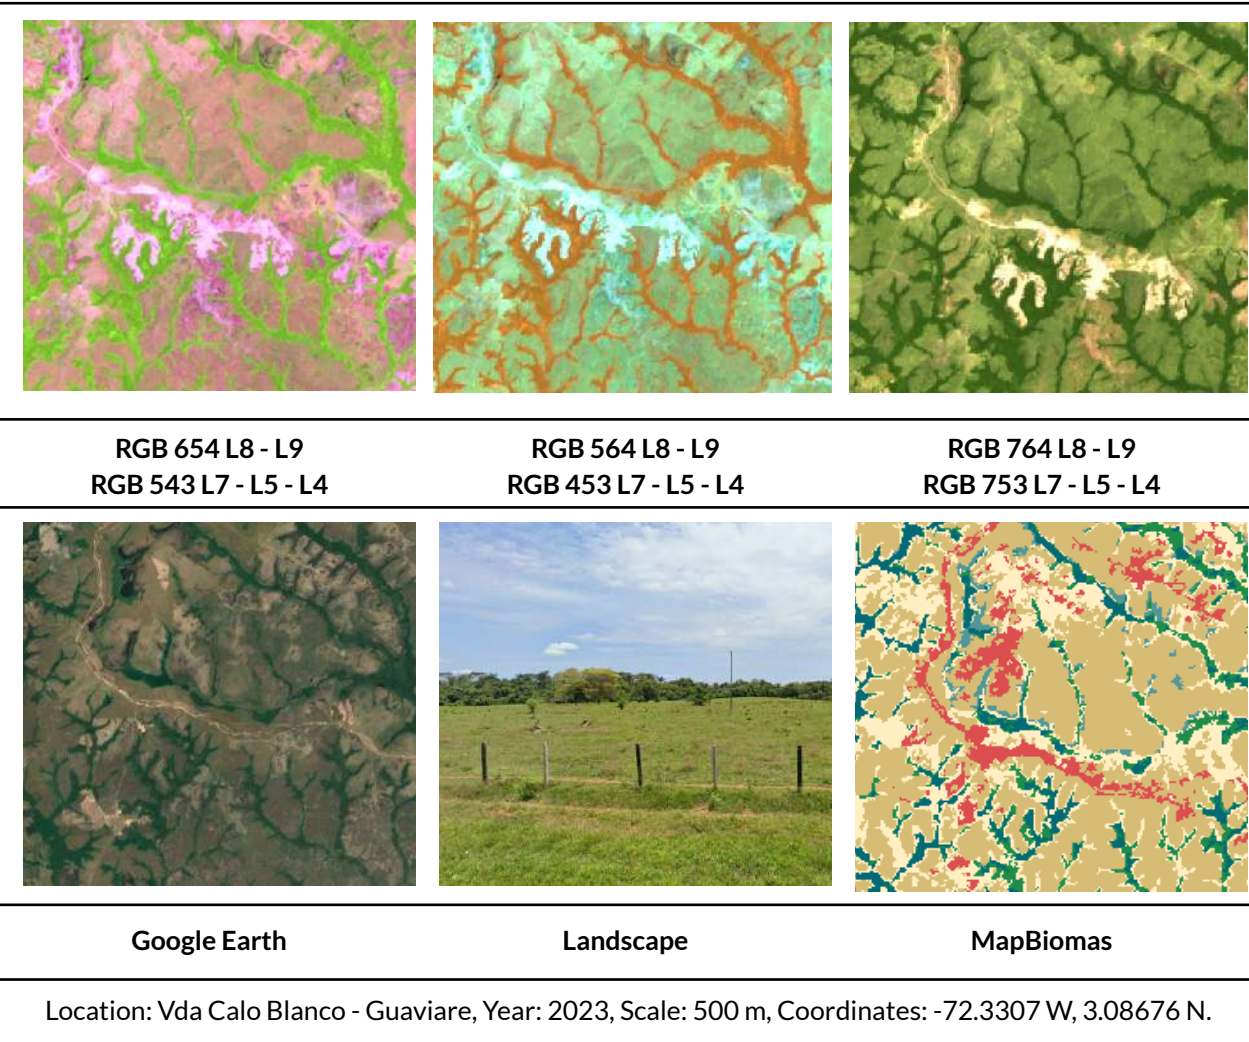 RGB 654 L8 - L9
RGB 543 L7 - L5 - L4
RGB 564 L8 - L9
RGB 453 L7 - L5 - L4
RGB 764 L8 - L9
RGB 753 L7 - L5 - L4
Google Earth
Landscape
MapBiomas
Location: Vda Calo Blanco - Guaviare, Year: 2023, Scale: 500 m, Coordinates: -72.3307 W, 3.08676 N.